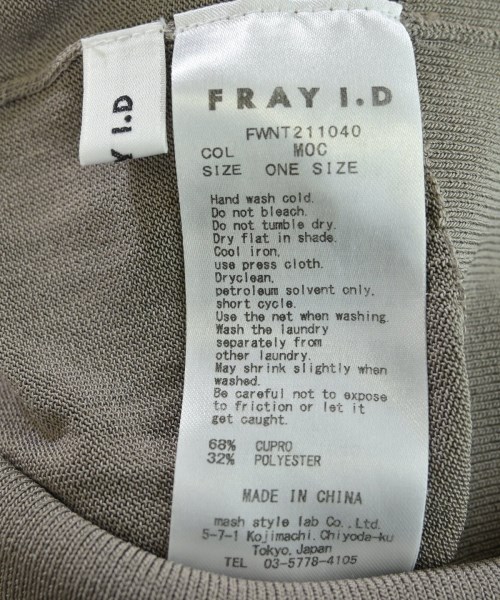 FRAY I.D
Y I.D
FWNT211040
COL MOC
SIZE ONE SIZE
Hand wash cold.
Do not bleach.
Do not tumble dry.
Dry flat in shade.
Cool iron,
use press cloth.
Dryclean,
petroleum solvent only,
short cycle.
Use the net when washing.
Wash the laundry
separately from
other laundry.
May shrink slightly when
washed.
Be careful not to expose
to friction or let it
get caught.
68% CUPRO
32% POLYESTER
MADE IN CHINA
mash style lab Co.,Ltd.
5-7-1 Kojimachi,Chiyoda-ku
Tokyo,Japan
TEL 03-5778-4105